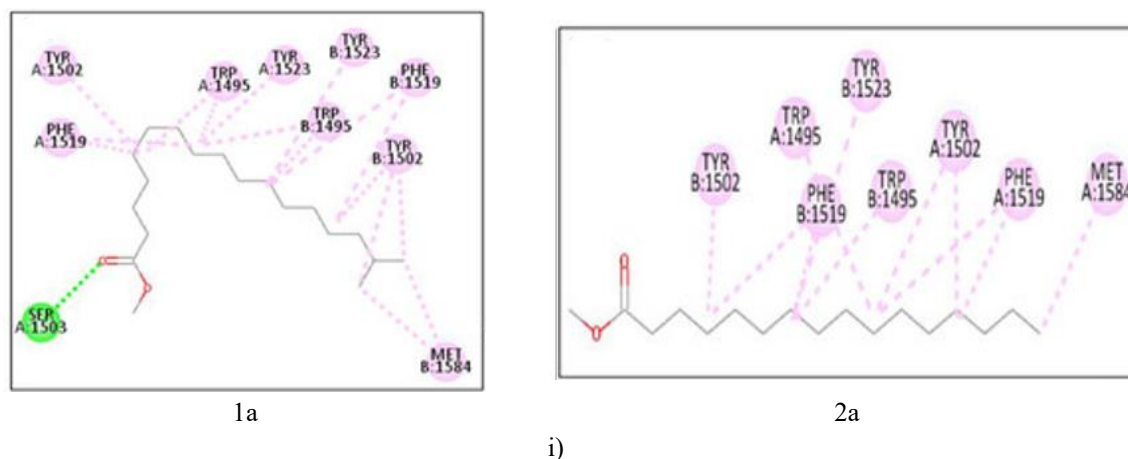 TYR
A:1502
TRP
A:1495
TYR
A:1523
TYR
B:1523
PHE
B:1519
PHE
A:1519
TRP
B:1495
TYR
B:1502
O
O
SER
A:1503
MET
B:1584
TYR
B:1523
TRP
A:1495
TYR
A:1502
TYR
B:1502
PHE
B:1519
TRP
B:1495
PHE
A:1519
MET
A:1584
O
O
1a 2a
i)